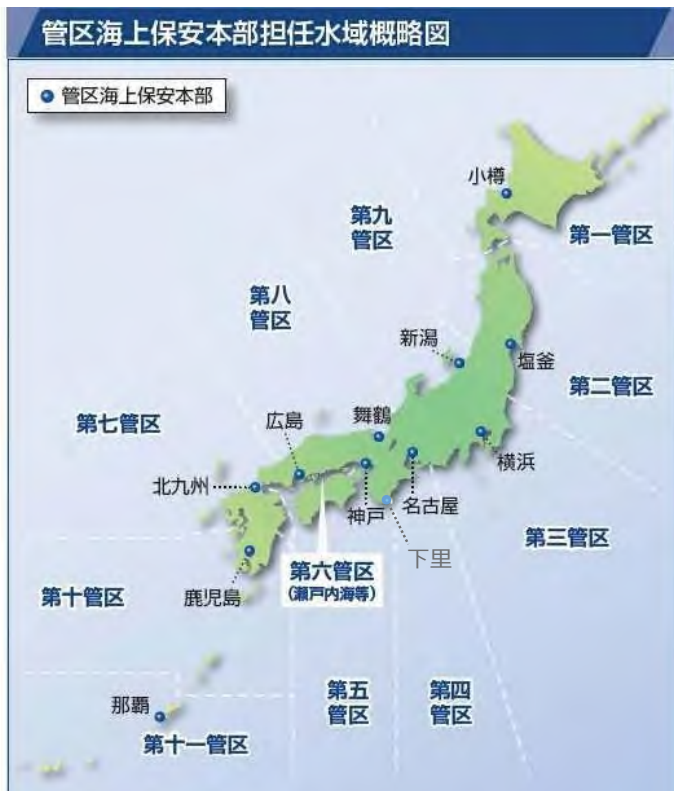 管区海上保安本部担任水域概略図
管区海上保安本部
小樽
第九
管区
第一管区
第八
管区
新潟
塩釜
第二管区
第七管区
広島
舞鶴
横浜
北九州
神戸
名古屋
第三管区
下里
第六管区
(瀬戸内海等)
第十管区
鹿児島
第五
管区
第四
管区
那覇
第十一管区